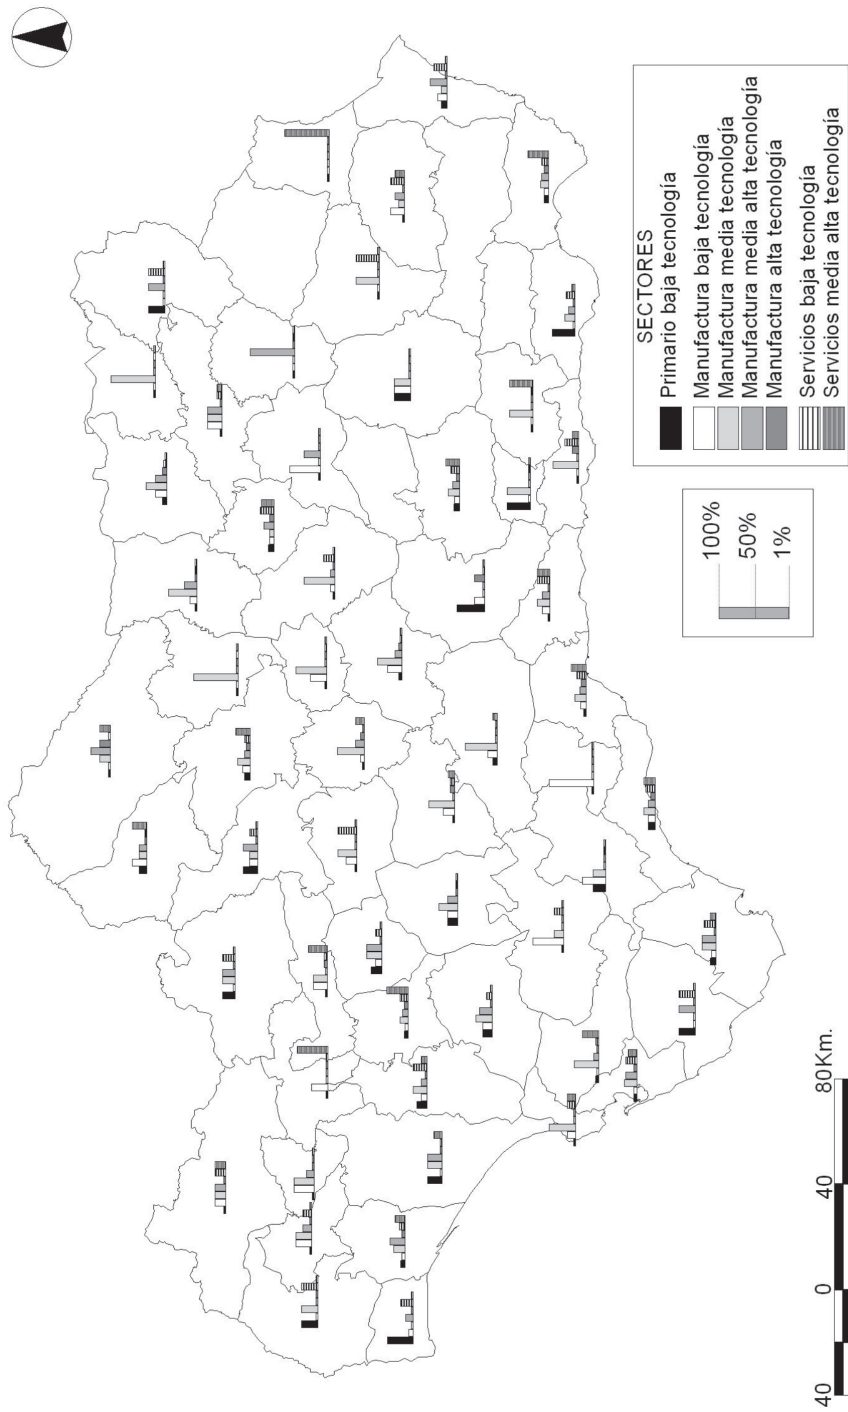 SECTORES
Primario baja tecnología
Manufactura baja tecnología
Manufactura media tecnología
Manufactura media alta tecnología
Manufactura alta tecnología
Servicios baja tecnología
Servicios media alta tecnología
100%
50%
1%
40
0
40
80Km.